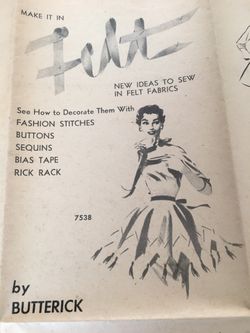 MAKE IT IN
Felt
NEW IDEAS TO SEW
IN FELT FABRICS
See How to Decorate Them With
FASHION STITCHES
BUTTONS
SEQUINS
BIAS TAPE
RICK RACK
7538
by
BUTTERICK